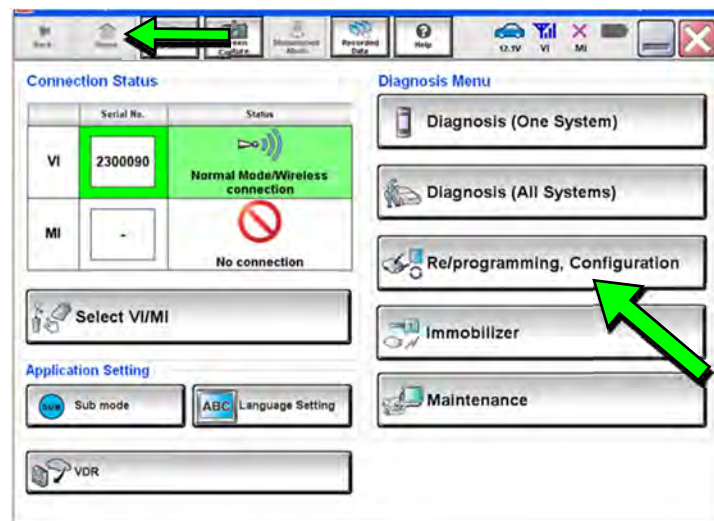 Back
Home
Screen
Capture
Measurement
Mode
Recorded
Data
Help
12.1V
VI
MI
Connection Status
Diagnosis Menu
Serial No.
Status
VI
2300090
Normal Mode/Wireless
connection
MI
-
No connection
Select VI/MI
Application Setting
SUB
Sub mode
ABC
Language Setting
VDR
Diagnosis (One System)
Diagnosis (All Systems)
Re/programming, Configuration
Immobilizer
Maintenance